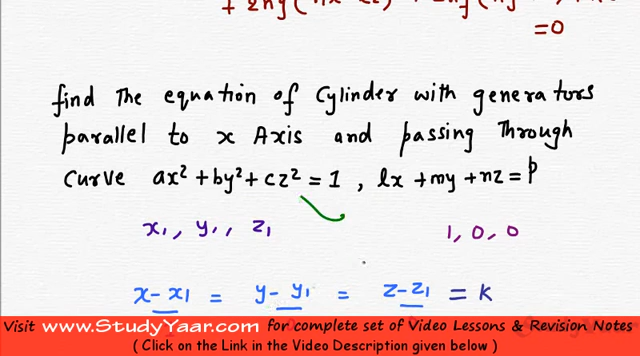 =0
find The equation of Cylinder with generators
parallel to x Axis and passing Through
Curve ax² + by² + cz² = 1 , lx + my + nz = p
x₁ , y₁ , z₁ 1, 0, 0
x - x₁ = y - y₁ = z - z₁ = K
Visit www.StudyYaar.com for complete set of Video Lessons & Revision Notes
( Click on the Link in the Video Description given below )